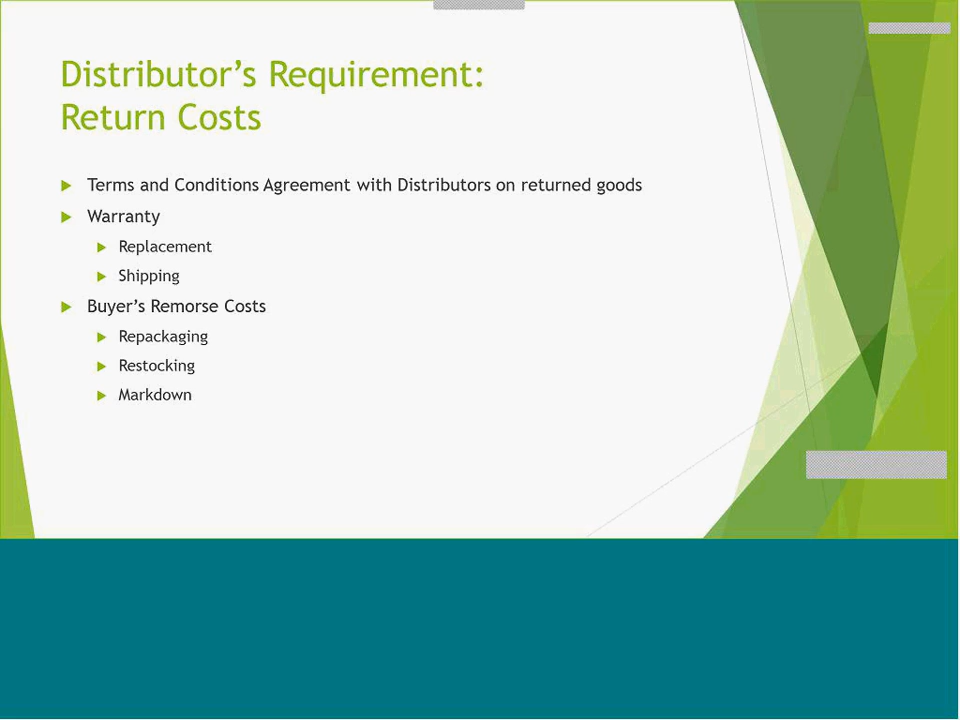 Distributor’s Requirement:
Return Costs
Terms and Conditions Agreement with Distributors on returned goods
Warranty
Replacement
Shipping
Buyer’s Remorse Costs
Repackaging
Restocking
Markdown